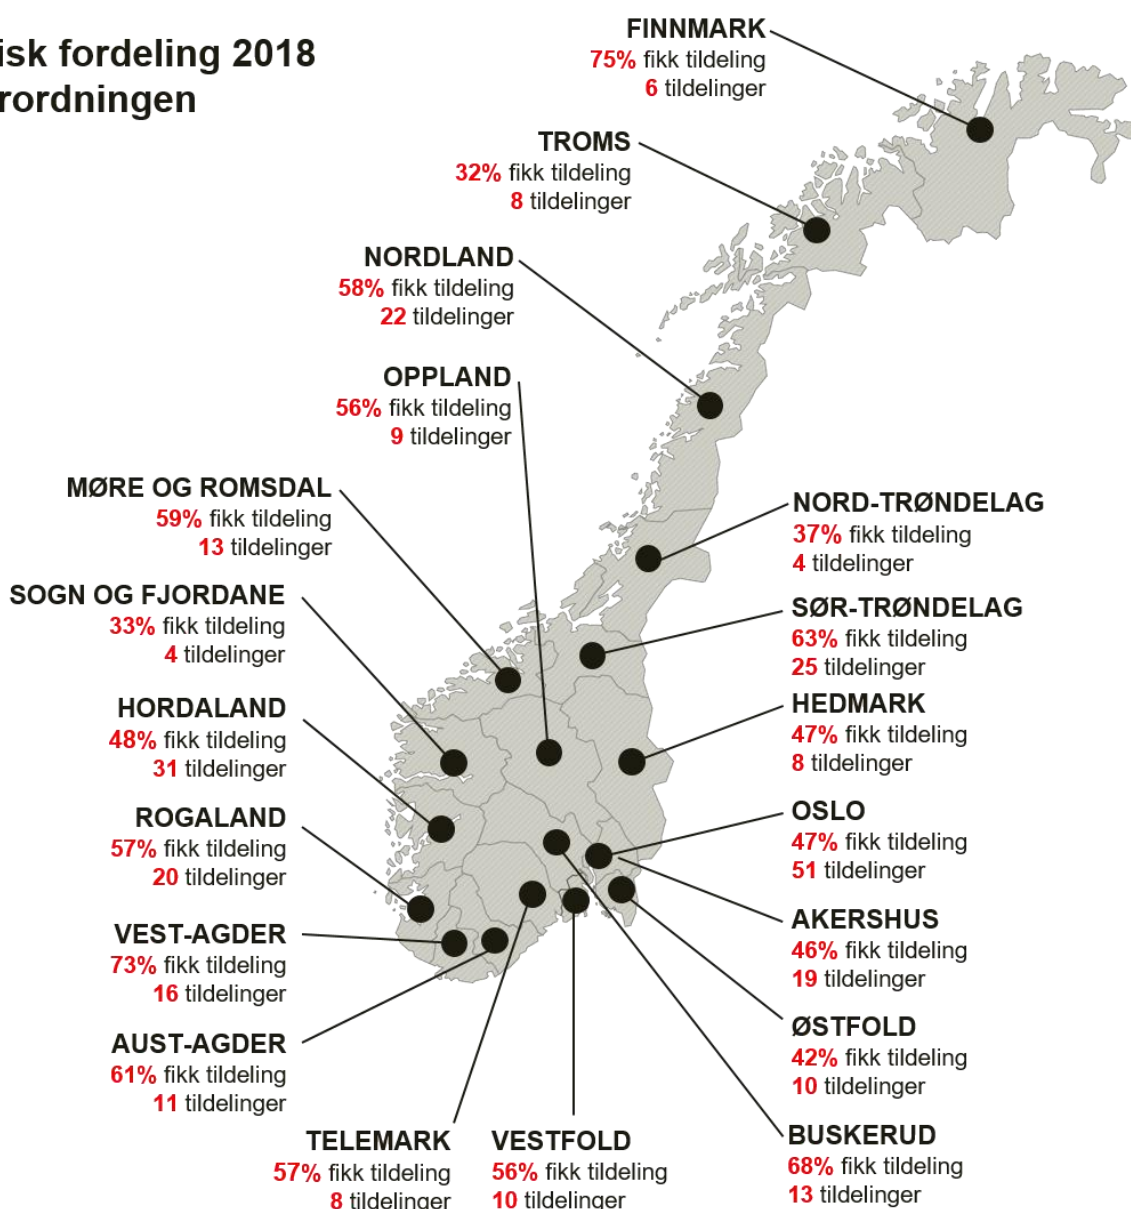 isk fordeling 2018
rordningen
FINNMARK
75% fikk tildeling
6 tildelinger
TROMS
32% fikk tildeling
8 tildelinger
NORDLAND
58% fikk tildeling
22 tildelinger
OPPLAND
56% fikk tildeling
9 tildelinger
MØRE OG ROMSDAL
59% fikk tildeling
13 tildelinger
SOGN OG FJORDANE
33% fikk tildeling
4 tildelinger
HORDALAND
48% fikk tildeling
31 tildelinger
ROGALAND
57% fikk tildeling
20 tildelinger
VEST-AGDER
73% fikk tildeling
16 tildelinger
AUST-AGDER
61% fikk tildeling
11 tildelinger
TELEMARK
57% fikk tildeling
8 tildelinger
VESTFOLD
56% fikk tildeling
10 tildelinger
NORD-TRØNDELAG
37% fikk tildeling
4 tildelinger
SØR-TRØNDELAG
63% fikk tildeling
25 tildelinger
HEDMARK
47% fikk tildeling
8 tildelinger
OSLO
47% fikk tildeling
51 tildelinger
AKERSHUS
46% fikk tildeling
19 tildelinger
ØSTFOLD
42% fikk tildeling
10 tildelinger
BUSKERUD
68% fikk tildeling
13 tildelinger